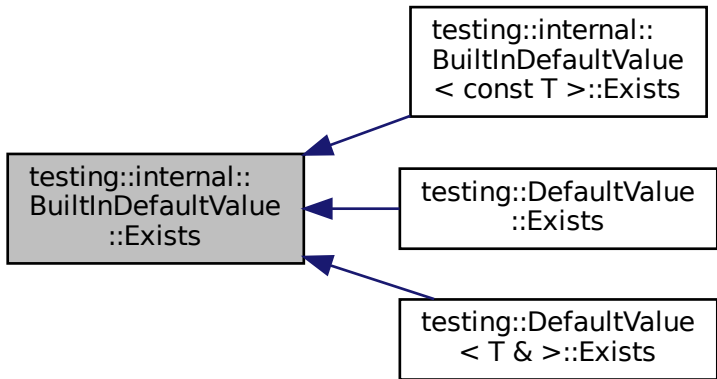 testing::internal::
BuiltInDefaultValue
< const T >::Exists
testing::internal::
BuiltInDefaultValue
::Exists
testing::DefaultValue
::Exists
testing::DefaultValue
< T & >::Exists